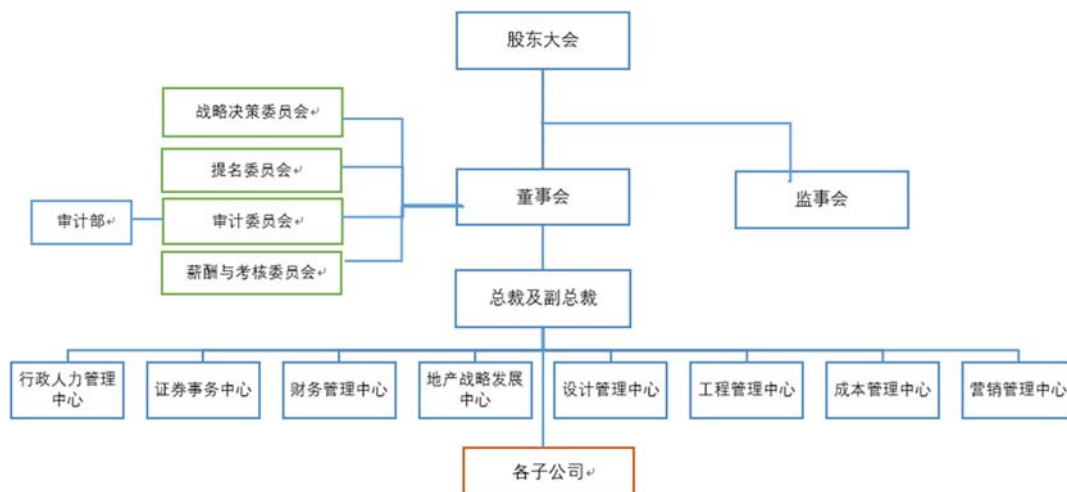 股东大会
战略决策委员会↵
提名委员会↵
董事会
监事会
审计部↵
审计委员会↵
薪酬与考核委员会↵
总裁及副总裁
行政人力管理
中心
证券事务中心
财务管理中心
地产战略发展
中心
设计管理中心
工程管理中心
成本管理中心
营销管理中心
各子公司↵